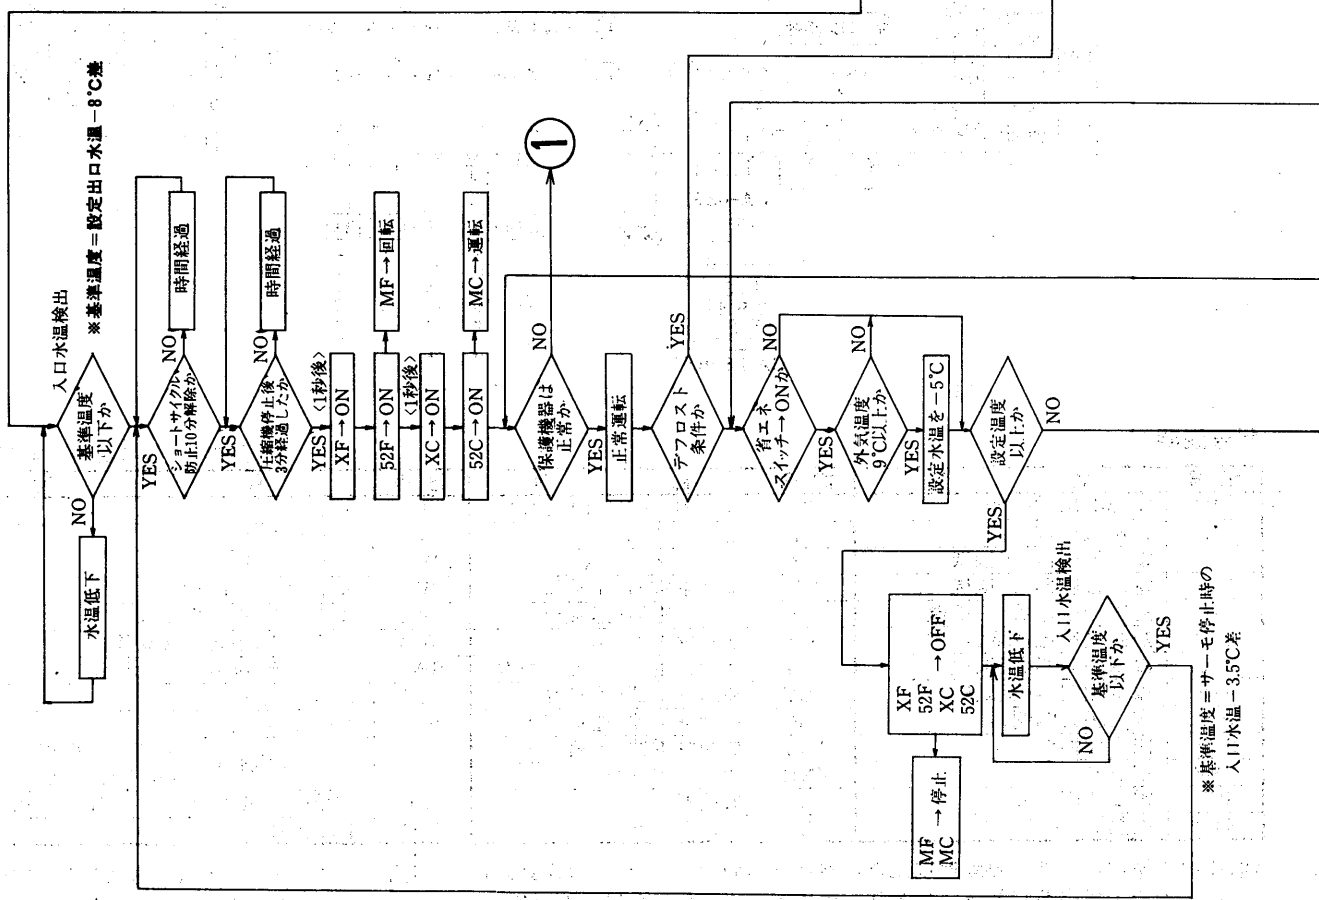 入口水温検出
※基準温度=設定出口水温-8℃差
基準温度
以下か
NO
水温低下
YES
ショートサイクル
防止10分解除か
NO
時間経過
YES
圧縮機停止後
3分経過したか
NO
時間経過
YES
<1秒後>
XF→ON
52F→ON
MF→回転
<1秒後>
XC→ON
52C→ON
MC→運転
保護機器は
正常か
NO
①
YES
正常運転
デフロスト
条件か
YES
省エネ
スイッチ→ONか
NO
YES
外気温度
9℃以上か
NO
YES
設定水温を-5℃
設定温度
以上か
NO
YES
XF
52F
XC
52C
→OFF
MF
MC
→停止
水温低下
入口水温検出
基準温度
以下か
NO
YES
※基準温度=サーモ停止時の
入口水温-3.5℃差